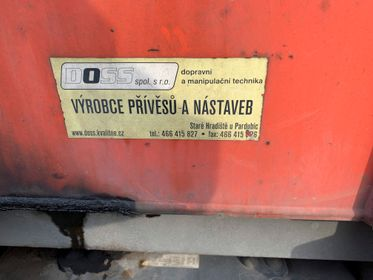 DOSS spol. s r.o.
dopravní
a manipulační technika
VÝROBCE PŘÍVĚSŮ A NÁSTAVEB
Staré Hradiště u Pardubic
www.doss.kvalitne.cz tel.: 466 415 827 • fax: 466 415